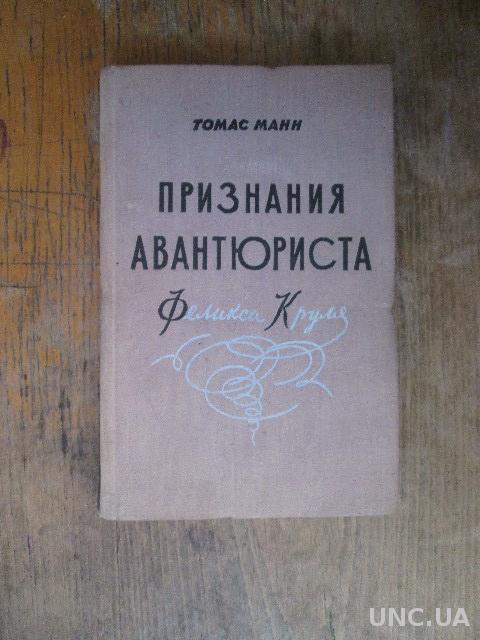 ТОМАС МАНН
ПРИЗНАНИЯ
АВАНТЮРИСТА
Феликса Круля
UNC.UA